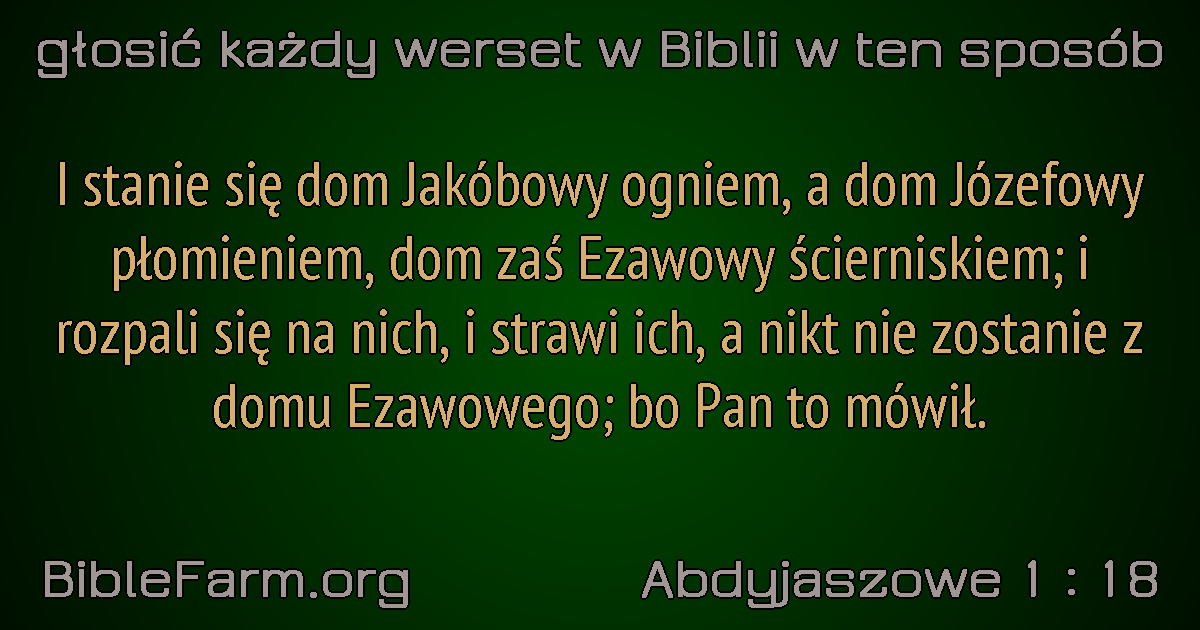 głosić każdy werset w Biblii w ten sposób
I stanie się dom Jakóbowy ogniem, a dom Józefowy
płomieniem, dom zaś Ezawowy ścierniskiem; i
rozpali się na nich, i strawi ich, a nikt nie zostanie z
domu Ezawowego; bo Pan to mówił.
BibleFarm.org
Abdyjaszowe 1 : 18